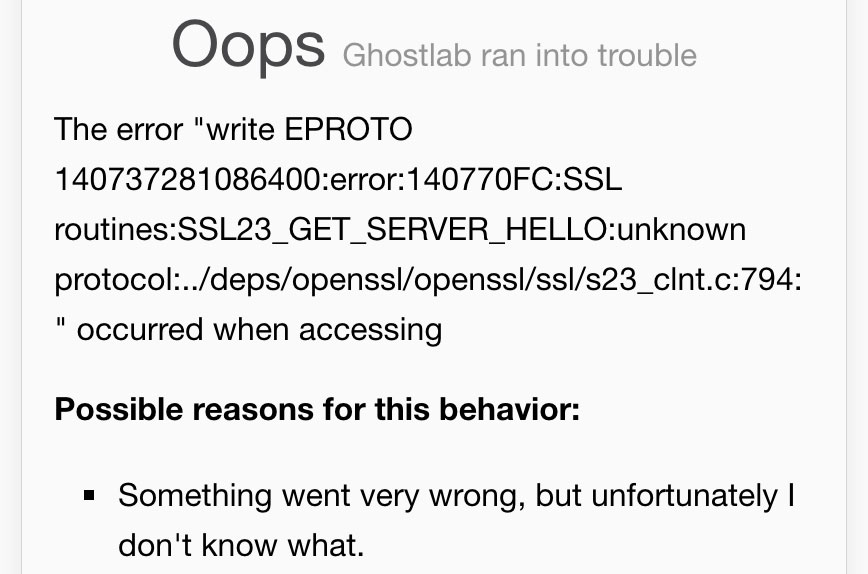 Oops Ghostlab ran into trouble
The error "write EPROTO
140737281086400:error:140770FC:SSL
routines:SSL23_GET_SERVER_HELLO:unknown
protocol:../deps/openssl/openssl/ssl/s23_clnt.c:794:
" occurred when accessing
Possible reasons for this behavior:
▪ Something went very wrong, but unfortunately I
don't know what.